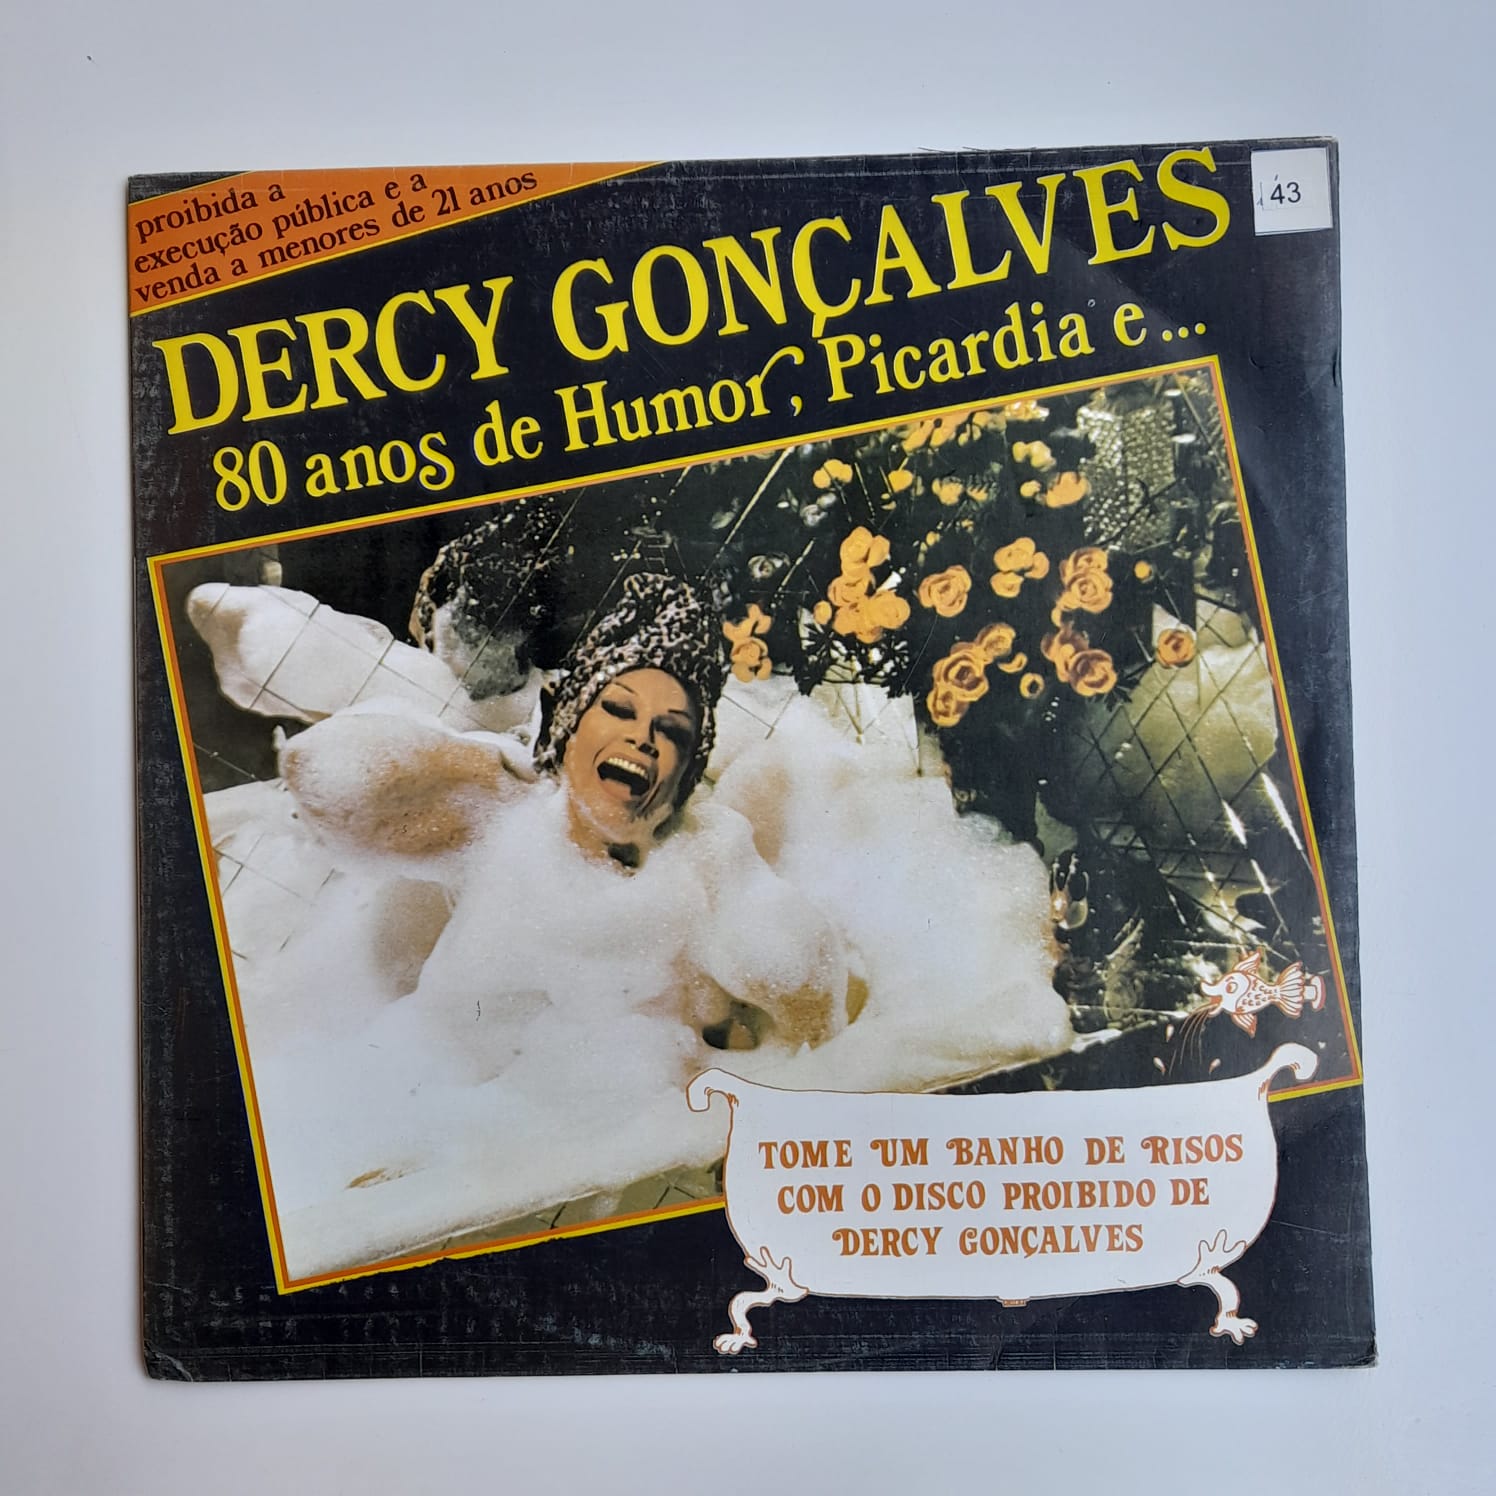 proibida a
execução pública e a
venda a menores de 21 anos
43
DERCY GONÇALVES
80 anos de Humor, Picardia e...
TOME UM BANHO DE RISOS
COM O DISCO PROIBIDO DE
DERCY GONÇALVES